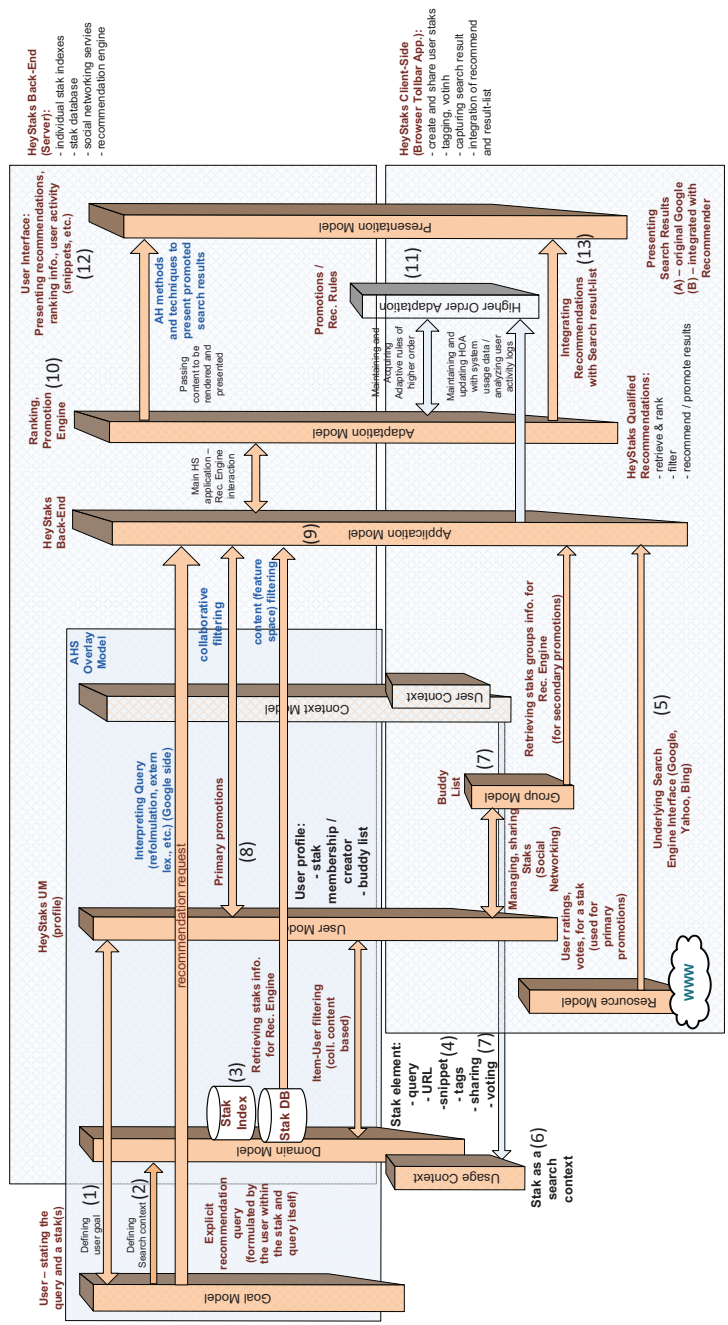 User – stating the
query and a stak(s)
HeyStaks UM
(profile)
HeyStaks
Back-End
Ranking,
Promotion
Engine
(10)
User Interface:
Presenting recommendations,
ranking info., user activity
(snippets, etc.)
(12)
HeyStaks Back-End
(Server):
- individual stak indexes
- stak database
- social networking servies
- recommendation engine
AHS
Overlay
Model
Defining
user goal
(1)
Defining
Search context
(2)
Interpreting Query
(refolmulation, extern
lex., etc.) (Google side)
recommendation request
collaborative
filtering
Primary promotions
(8)
content (feature
space) filtering
(9)
Main HS
application –
Rec. Engine
interaction
Passing
content to be
rendered and
presented
AH methods
and techniques to
present promoted
search results
Explicit
recommendation
query
(formulated by
the user within
the stak and
query itself)
Stak
Index
(3)
Stak DB
Retrieving staks info.
for Rec. Engine
User profile:
- stak
membership /
creator
- buddy list
Item-User filtering
(coll. content
based)
Goal Model
Domain Model
User Model
Context Model
Application Model
Adaptation Model
Presentation Model
Promotions /
Rec. Rules
Higher Order Adaptation
(11)
Maintaining and
Acquiring
Adaptive rules of
higher order
Maintaining and
updating HOA
with system
usage data /
analyzing user
activity logs
HeyStaks Client-Side
(Browser Tollbar App.):
- create and share user staks
- tagging, votinh
- capturing search result
- integration of recommend
and result-list
Usage Context
Stak as a
search
context
(6)
Stak element:
- query
- URL
-snippet (4)
- tags
- sharing (7)
- voting
User Context
Buddy
List
(7)
Group Model
Managing, sharing
Staks
(Social
Networking)
Retrieving staks groups info. for
Rec. Engine
(for secondary promotions)
User ratings,
votes, for a stak
(used for
primary
promotions)
Resource Model
WWW
Underlying Search
Engine Interface (Google,
Yahoo, Bing)
(5)
Integrating
Recommendations
with Search result-list
(13)
HeyStaks Qualified
Recommendations:
- retrieve & rank
- filter
- recommend / promote results
Presenting
Search Results
(A) – original Google
(B) – integrated with
Recommender